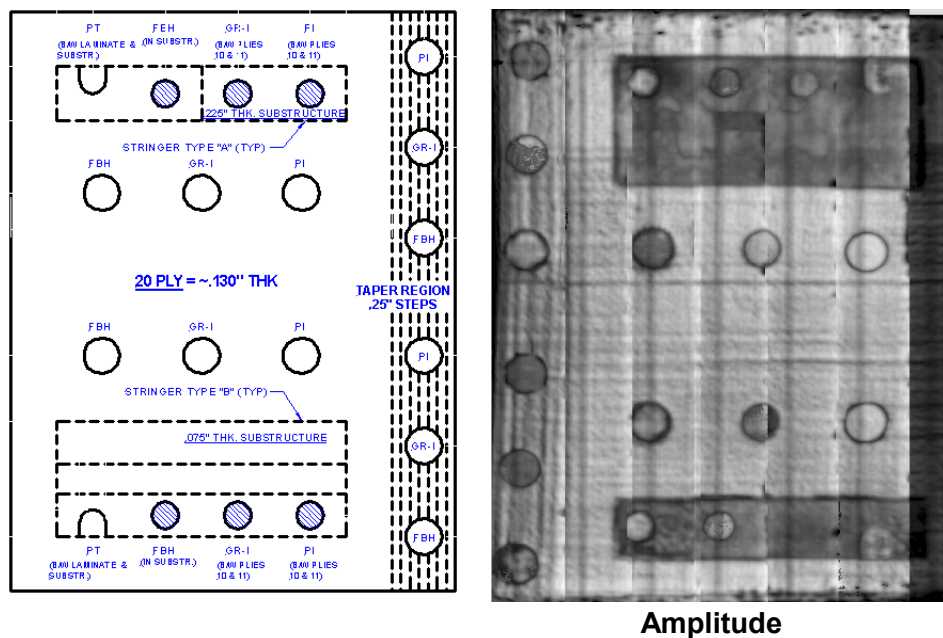 PT
(B/W LAMINATE &
SUBSTR.)
FEH
(IN SUBSTR.)
GR-I
(B/W PLIES
10 & 11)
PI
(B/W PLIES
10 & 11)
.225" THK. SUBSTRUCTURE
STRINGER TYPE "A" (TYP)
FBH
GR-I
PI
20 PLY = ~.130" THK
FBH
GR-I
PI
STRINGER TYPE "B" (TYP)
.075" THK. SUBSTRUCTURE
PT
(B/W LAMINATE &
SUBSTR.)
FBH
(IN SUBSTR.)
GR-I
(B/W PLIES
10 & 11)
PI
(B/W PLIES
10 & 11)
PI
GR-I
FBH
TAPER REGION
.25" STEPS
PI
GR-I
FBH
Amplitude